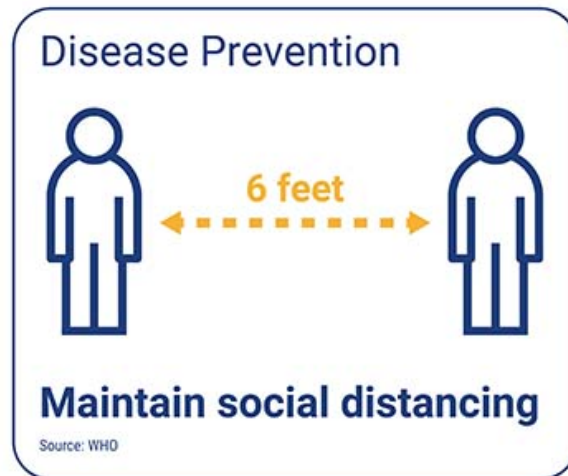 Disease Prevention
6 feet
Maintain social distancing
Source: WHO